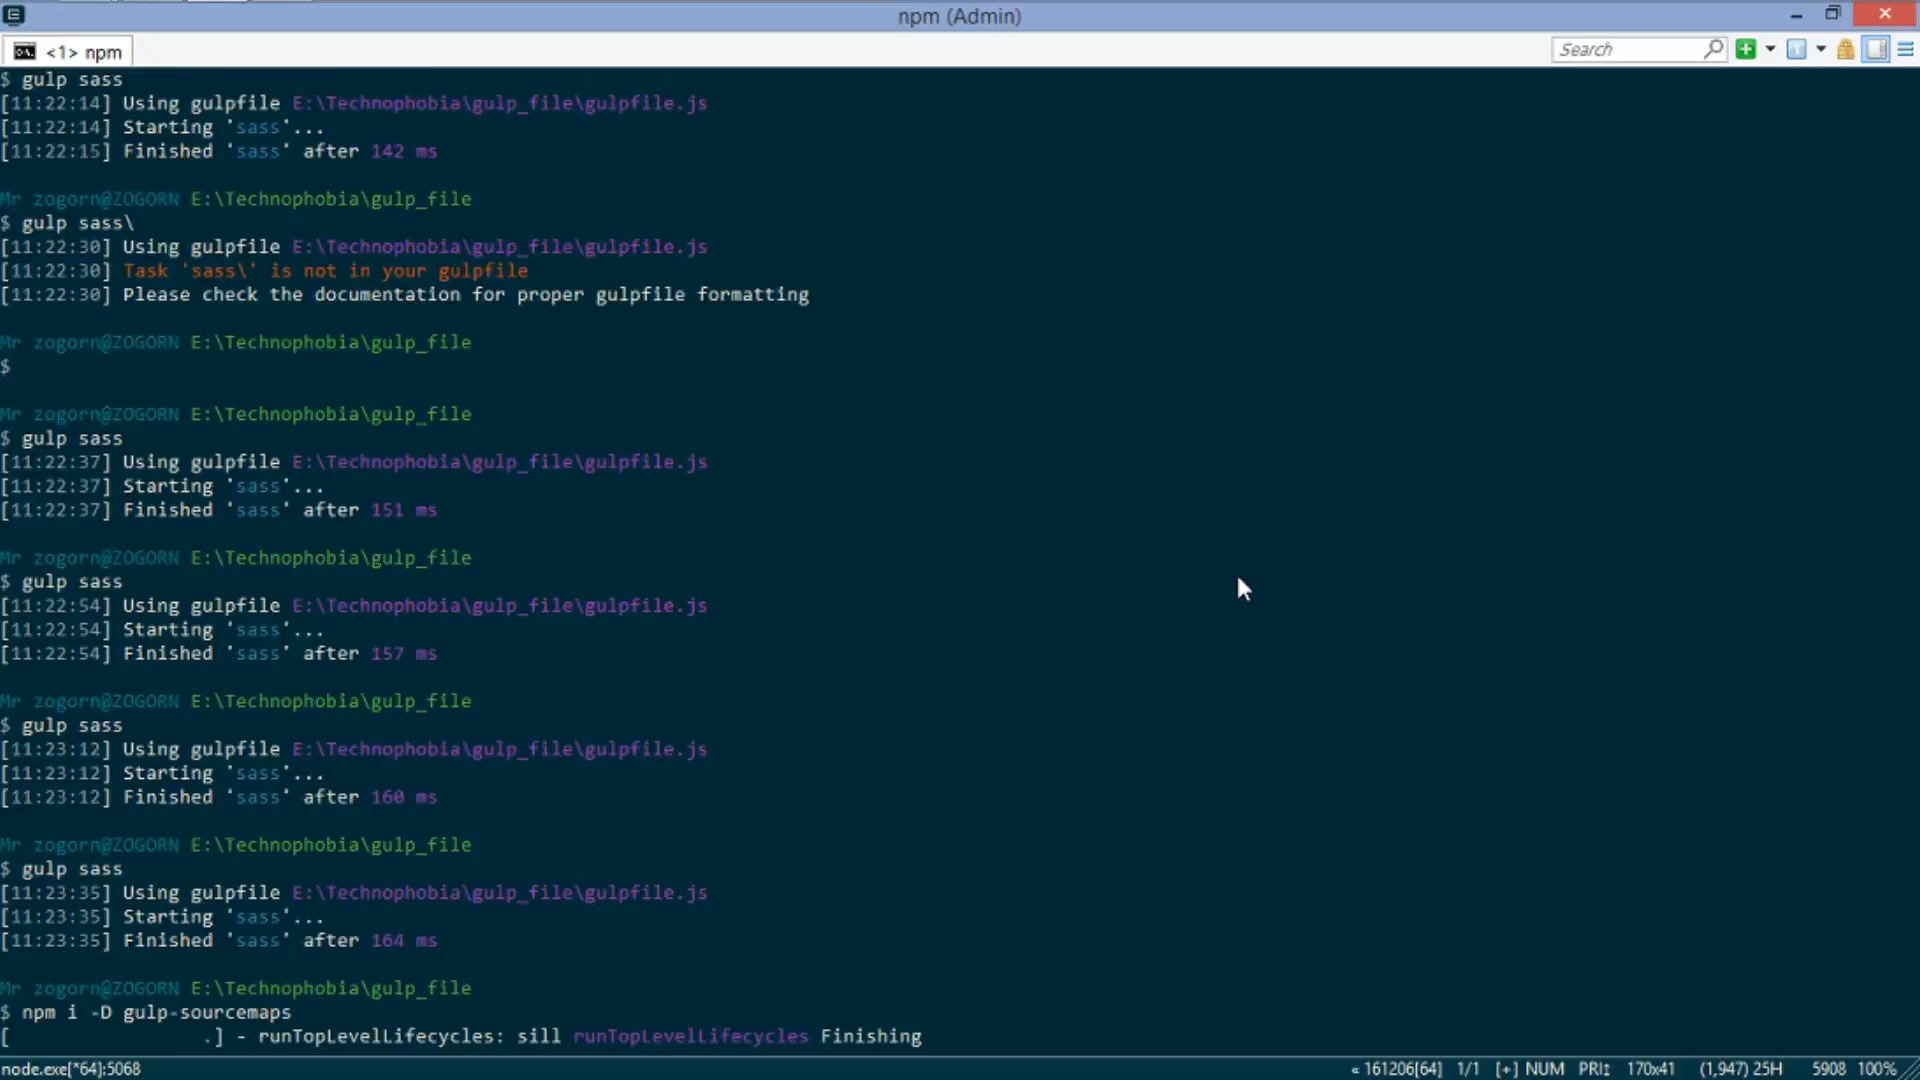 npm (Admin)
<1> npm
Search
$ gulp sass
[11:22:14] Using gulpfile E:\Technophobia\gulp_file\gulpfile.js
[11:22:14] Starting 'sass'...
[11:22:15] Finished 'sass' after 142 ms
Mr zogorn@ZOGORN E:\Technophobia\gulp_file
$ gulp sass\
[11:22:30] Using gulpfile E:\Technophobia\gulp_file\gulpfile.js
[11:22:30] Task 'sass\' is not in your gulpfile
[11:22:30] Please check the documentation for proper gulpfile formatting
Mr zogorn@ZOGORN E:\Technophobia\gulp_file
$
Mr zogorn@ZOGORN E:\Technophobia\gulp_file
$ gulp sass
[11:22:37] Using gulpfile E:\Technophobia\gulp_file\gulpfile.js
[11:22:37] Starting 'sass'...
[11:22:37] Finished 'sass' after 151 ms
Mr zogorn@ZOGORN E:\Technophobia\gulp_file
$ gulp sass
[11:22:54] Using gulpfile E:\Technophobia\gulp_file\gulpfile.js
[11:22:54] Starting 'sass'...
[11:22:54] Finished 'sass' after 157 ms
Mr zogorn@ZOGORN E:\Technophobia\gulp_file
$ gulp sass
[11:23:12] Using gulpfile E:\Technophobia\gulp_file\gulpfile.js
[11:23:12] Starting 'sass'...
[11:23:12] Finished 'sass' after 160 ms
Mr zogorn@ZOGORN E:\Technophobia\gulp_file
$ gulp sass
[11:23:35] Using gulpfile E:\Technophobia\gulp_file\gulpfile.js
[11:23:35] Starting 'sass'...
[11:23:35] Finished 'sass' after 164 ms
Mr zogorn@ZOGORN E:\Technophobia\gulp_file
$ npm i -D gulp-sourcemaps
[ .] - runTopLevelLifecycles: sill runTopLevelLifecycles Finishing
node.exe[*64]:5068 « 161206[64] 1/1 [+] NUM PRI↕ 170x41 (1,947) 25H 5908 100%